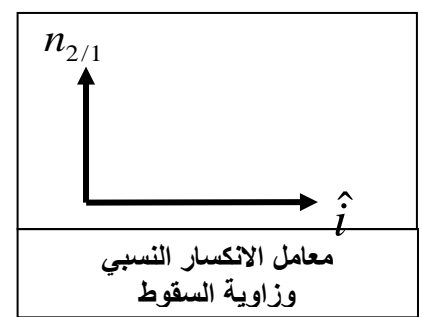 n2/1
î
معامل الانكسار النسبي
وزاوية السقوط